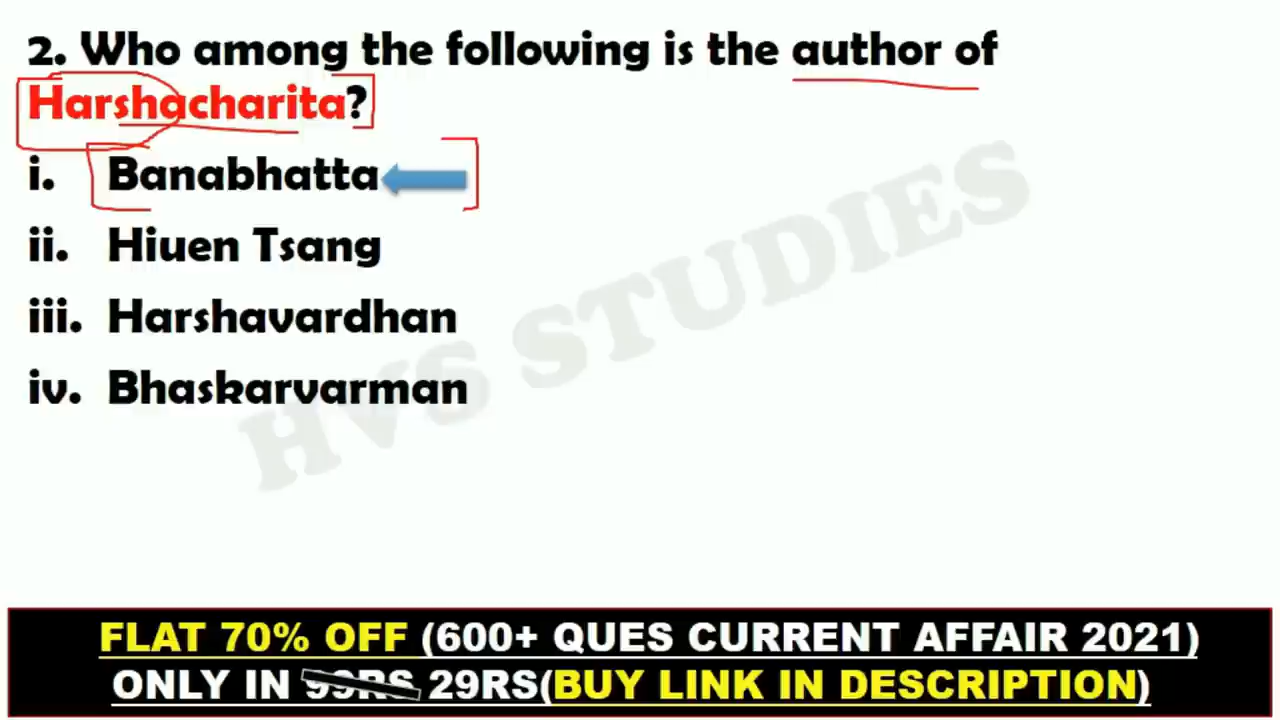 2. Who among the following is the author of
Harshacharita?
i. Banabhatta
ii. Hiuen Tsang
iii. Harshavardhan
iv. Bhaskarvarman
HVS STUDIES
FLAT 70% OFF (600+ QUES CURRENT AFFAIR 2021)
ONLY IN 99RS 29RS(BUY LINK IN DESCRIPTION)